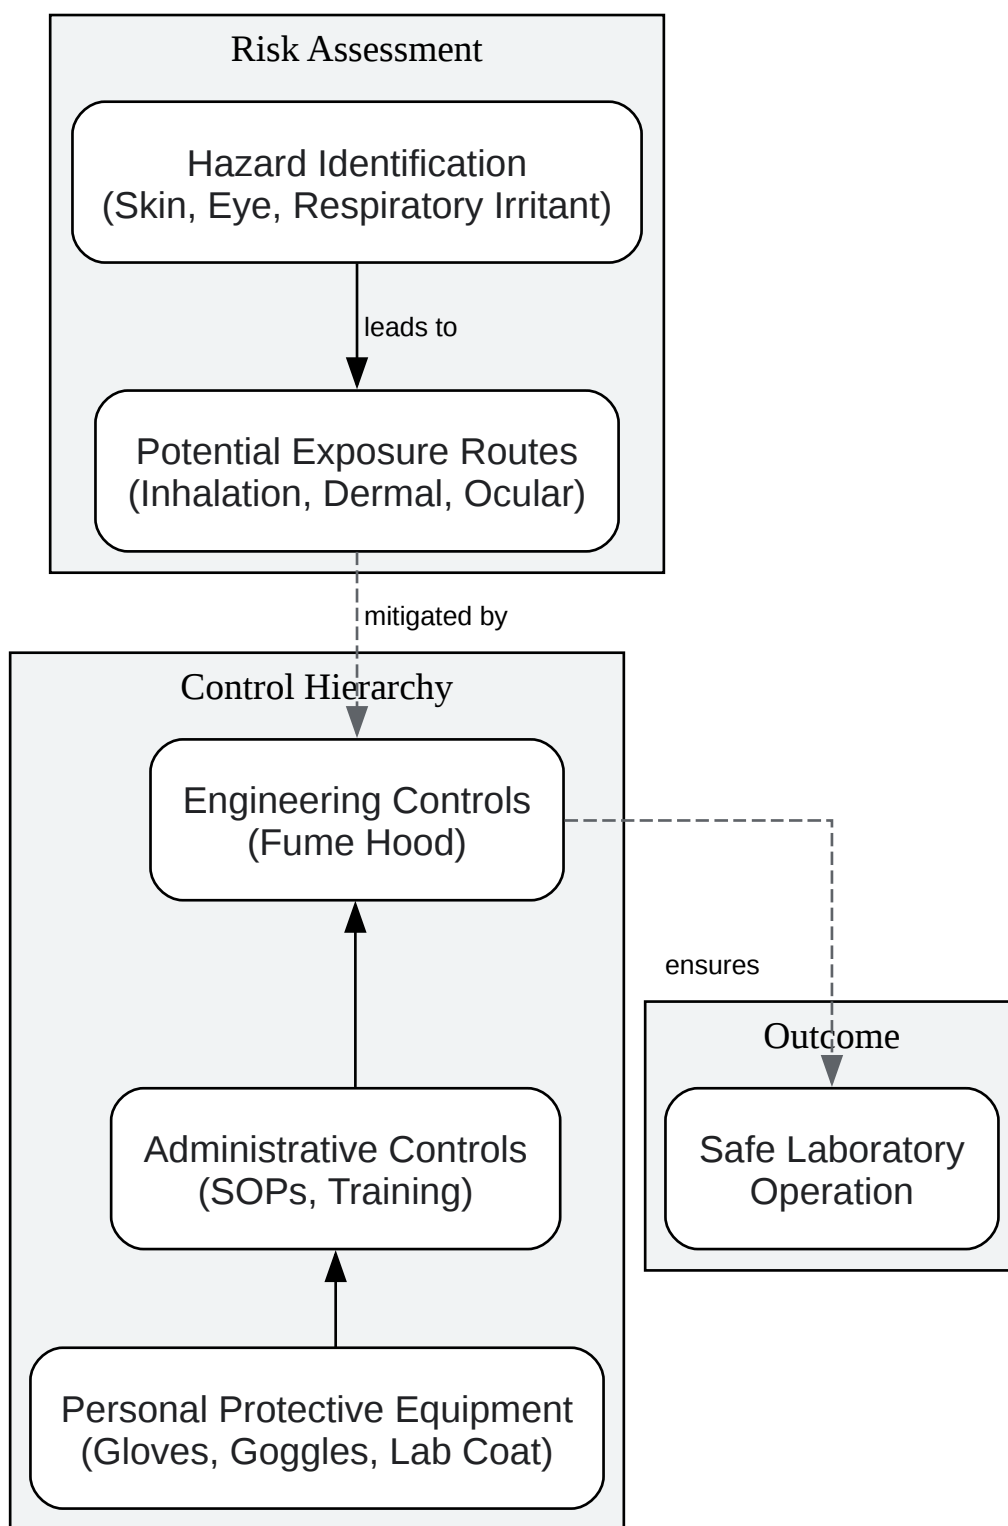 Risk Assessment
Hazard Identification
(Skin, Eye, Respiratory Irritant)
leads to
Potential Exposure Routes
(Inhalation, Dermal, Ocular)
mitigated by
Control Hierarchy
Engineering Controls
(Fume Hood)
ensures
Outcome
Safe Laboratory
Operation
Administrative Controls
(SOPs, Training)
Personal Protective Equipment
(Gloves, Goggles, Lab Coat)